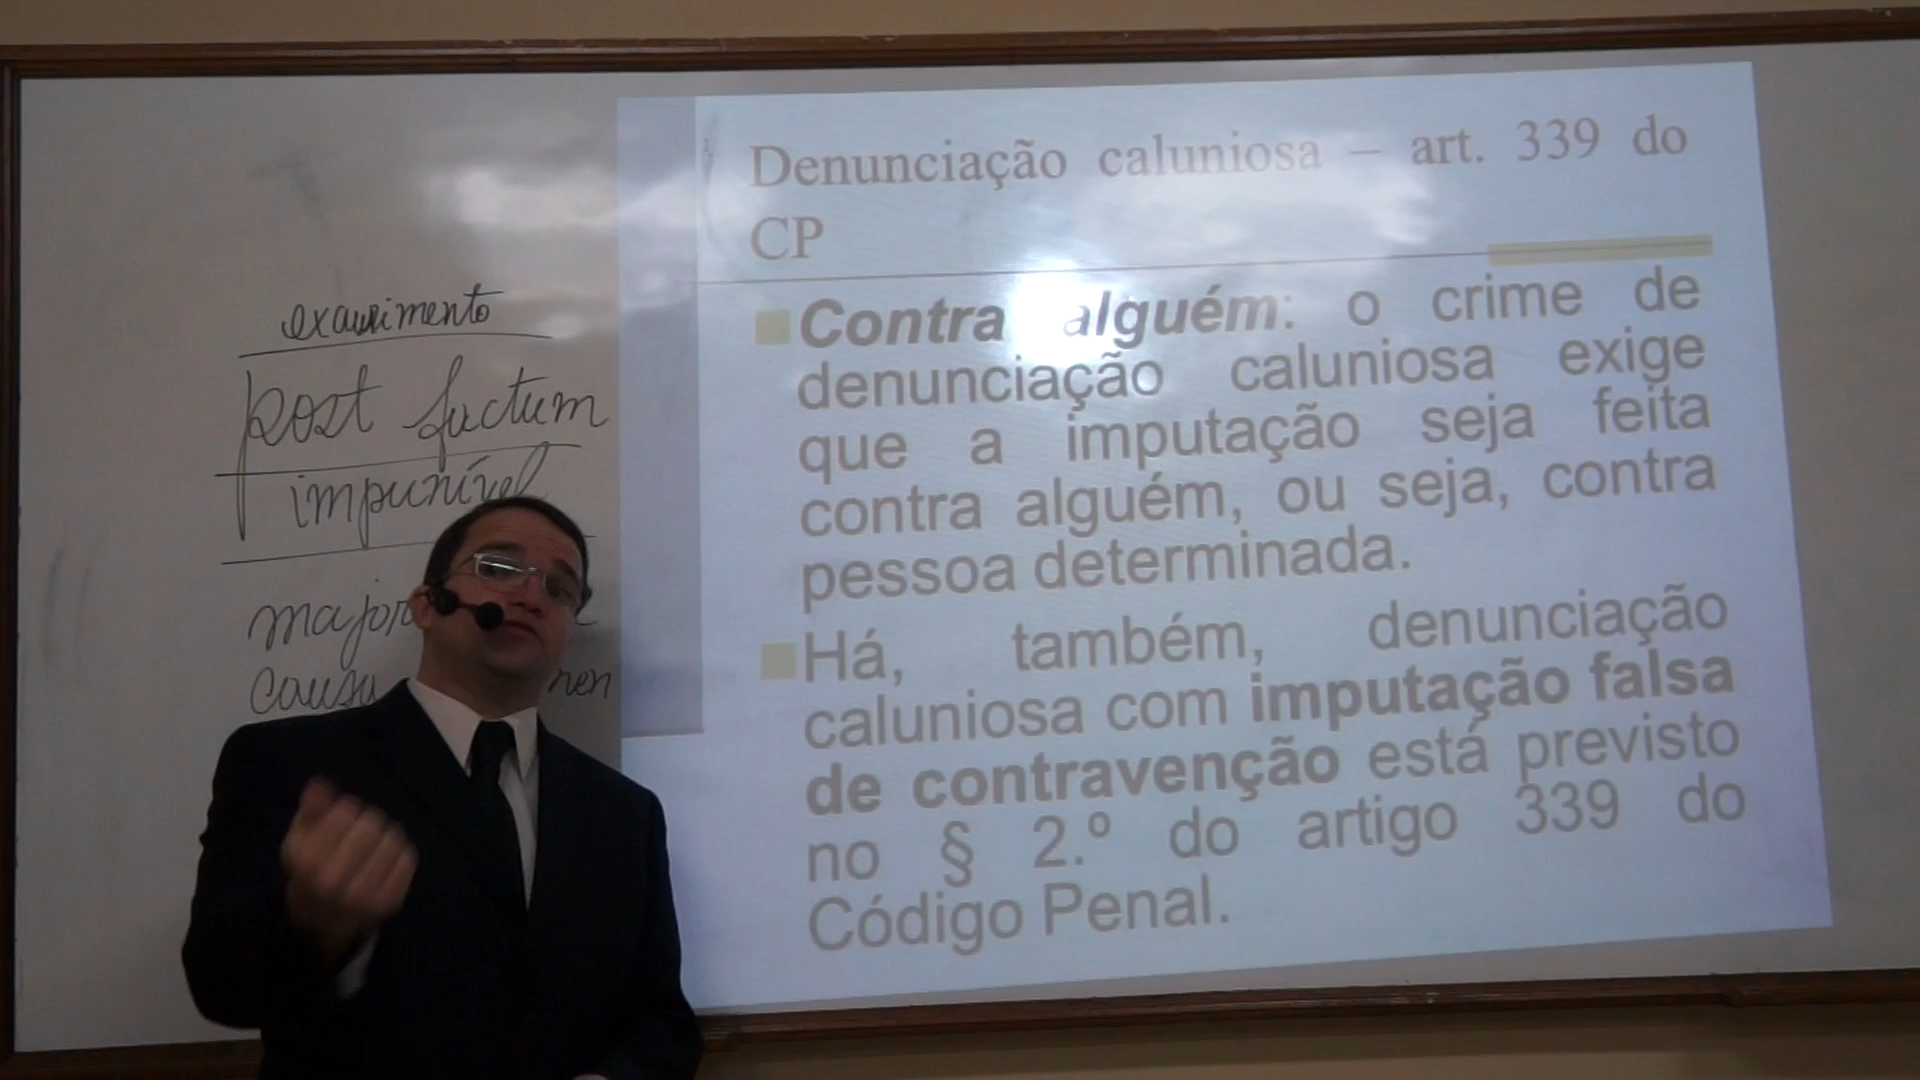 exaurimento
post factum
impunível
Denunciação caluniosa – art. 339 do
CP
Contra alguém: o crime de
denunciação caluniosa exige
que a imputação seja feita
contra alguém, ou seja, contra
pessoa determinada.
Há, também, denunciação
caluniosa com imputação falsa
de contravenção está previsto
no § 2.º do artigo 339 do
Código Penal.